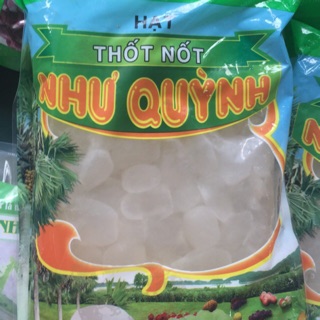 HẠT
THỐT NỐT
NHƯ QUỲNH